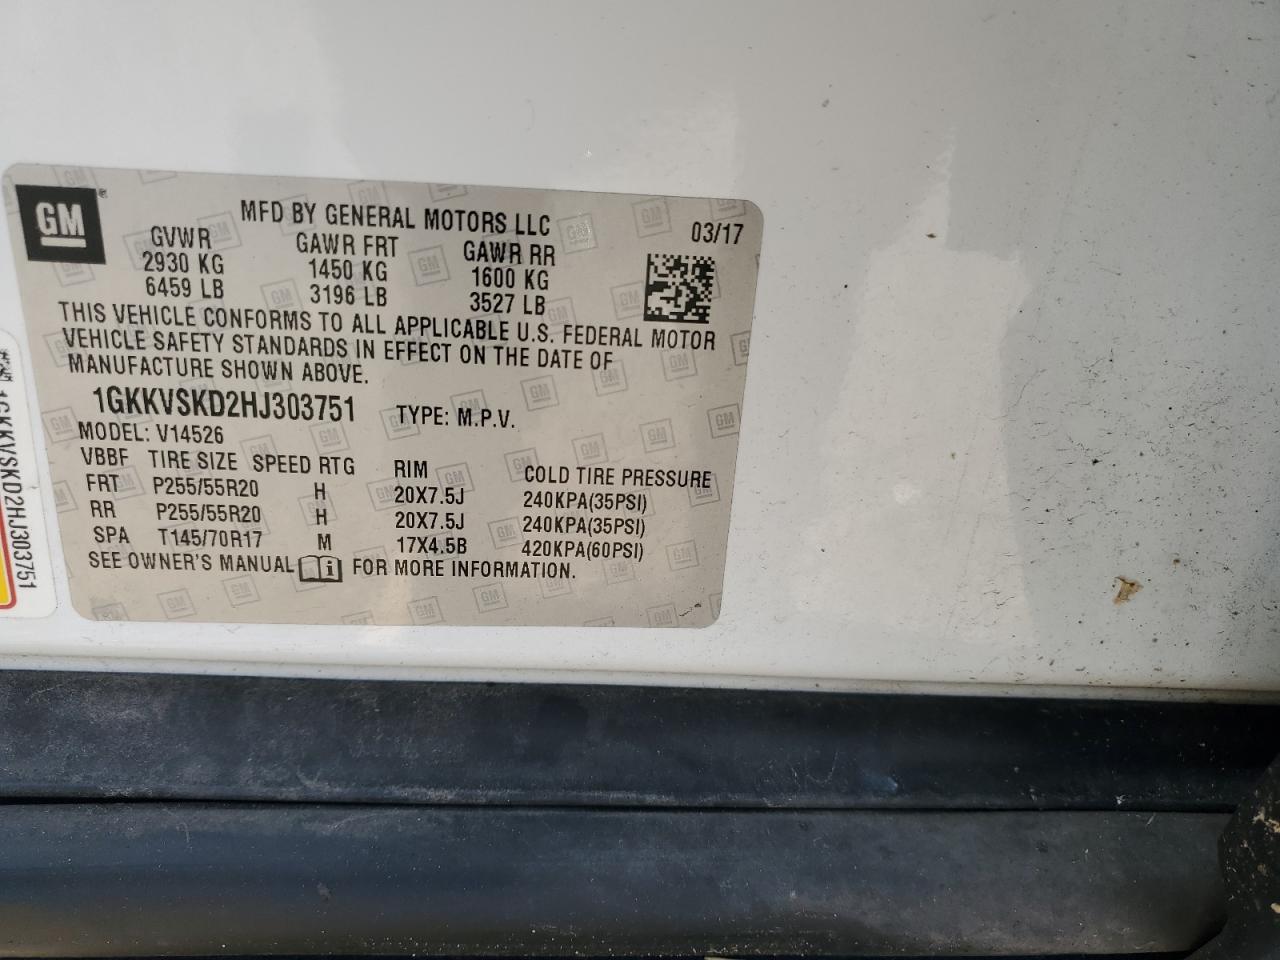 GM
MFD BY GENERAL MOTORS LLC
03/17
GVWR GAWR FRT GAWR RR
2930 KG 1450 KG 1600 KG
6459 LB 3196 LB 3527 LB
THIS VEHICLE CONFORMS TO ALL APPLICABLE U.S. FEDERAL MOTOR
VEHICLE SAFETY STANDARDS IN EFFECT ON THE DATE OF
MANUFACTURE SHOWN ABOVE.
1GKKVSKD2HJ303751 TYPE: M.P.V.
MODEL: V14526
VBBF TIRE SIZE SPEED RTG RIM COLD TIRE PRESSURE
FRT P255/55R20 H 20X7.5J 240KPA(35PSI)
RR P255/55R20 H 20X7.5J 240KPA(35PSI)
SPA T145/70R17 M 17X4.5B 420KPA(60PSI)
SEE OWNER'S MANUAL i FOR MORE INFORMATION.
1GKKVSKD2HJ303751